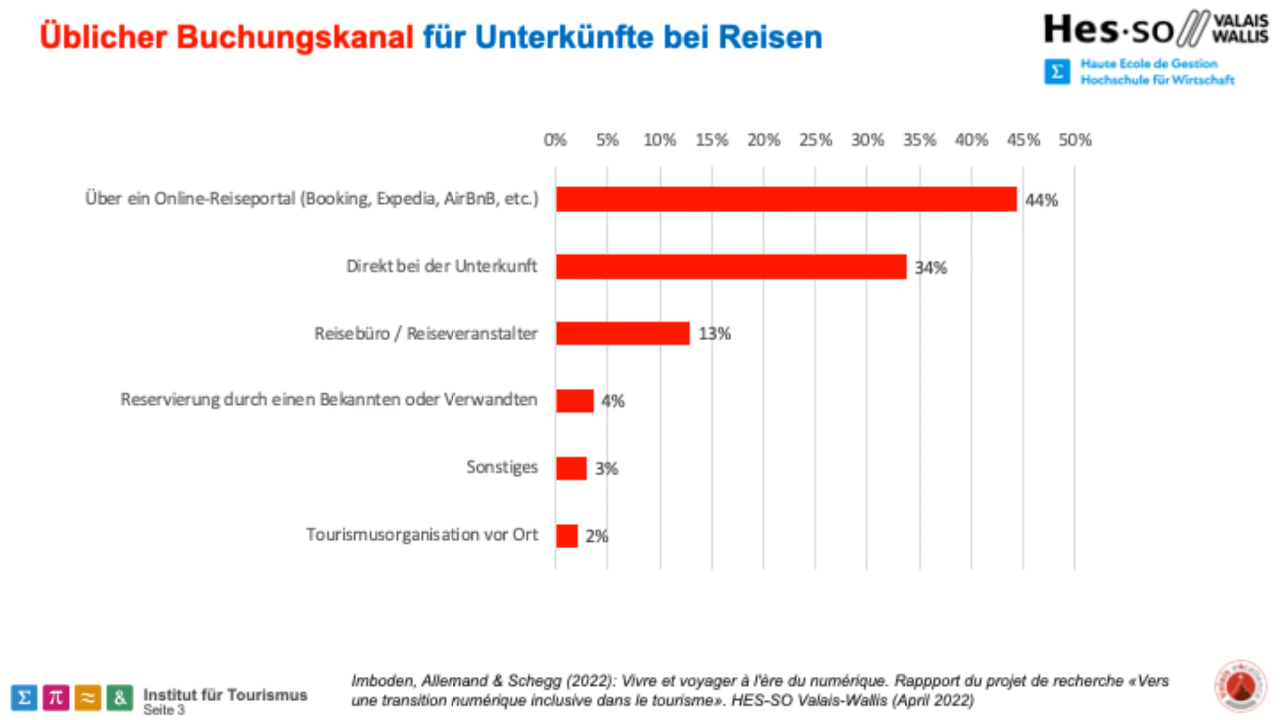 Üblicher Buchungskanal für Unterkünfte bei Reisen
Hes·so VALAIS
WALLIS
Σ Haute Ecole de Gestion
Hochschule für Wirtschaft
0% 5% 10% 15% 20% 25% 30% 35% 40% 45% 50%
Über ein Online-Reiseportal (Booking, Expedia, AirBnB, etc.) 44%
Direkt bei der Unterkunft 34%
Reisebüro / Reiseveranstalter 13%
Reservierung durch einen Bekannten oder Verwandten 4%
Sonstiges 3%
Tourismusorganisation vor Ort 2%
Σ π ≈ & Institut für Tourismus
Seite 3
Imboden, Allemand & Schegg (2022): Vivre et voyager à l'ère du numérique. Rappport du projet de recherche «Vers
une transition numérique inclusive dans le tourisme». HES-SO Valais-Wallis (April 2022)